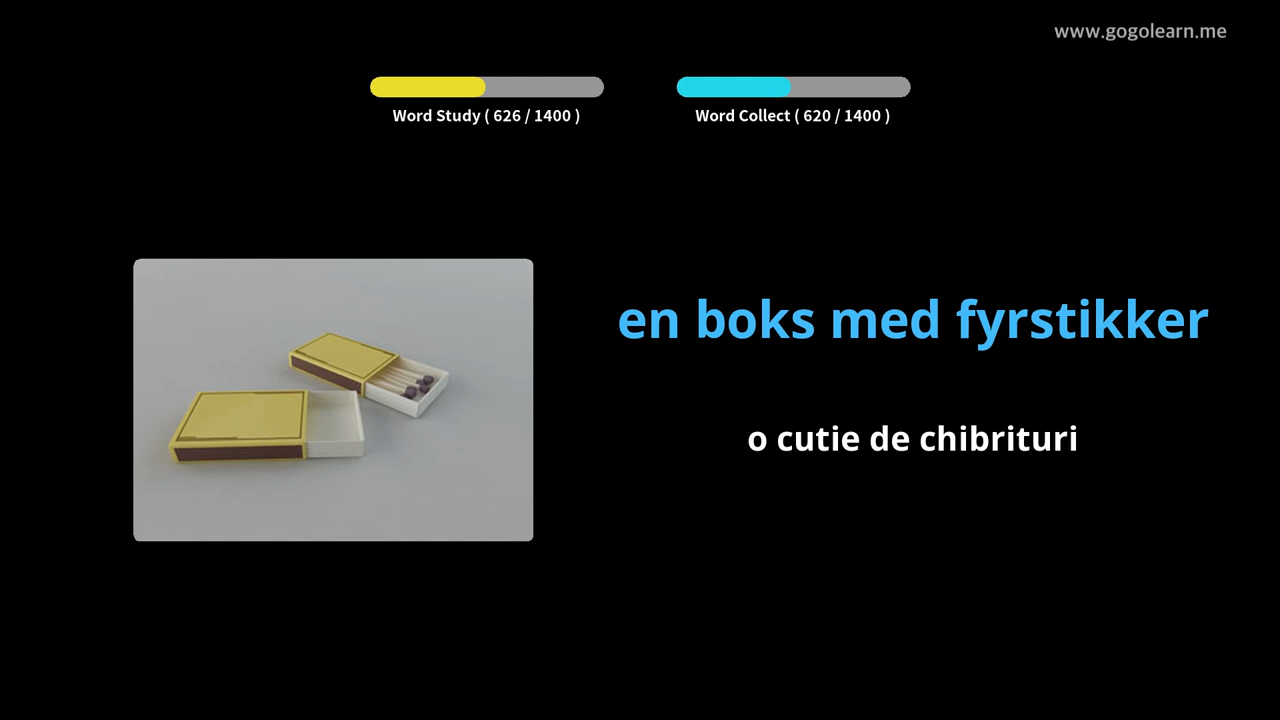 www.gogolearn.me
Word Study ( 626 / 1400 )
Word Collect ( 620 / 1400 )
en boks med fyrstikker
o cutie de chibrituri